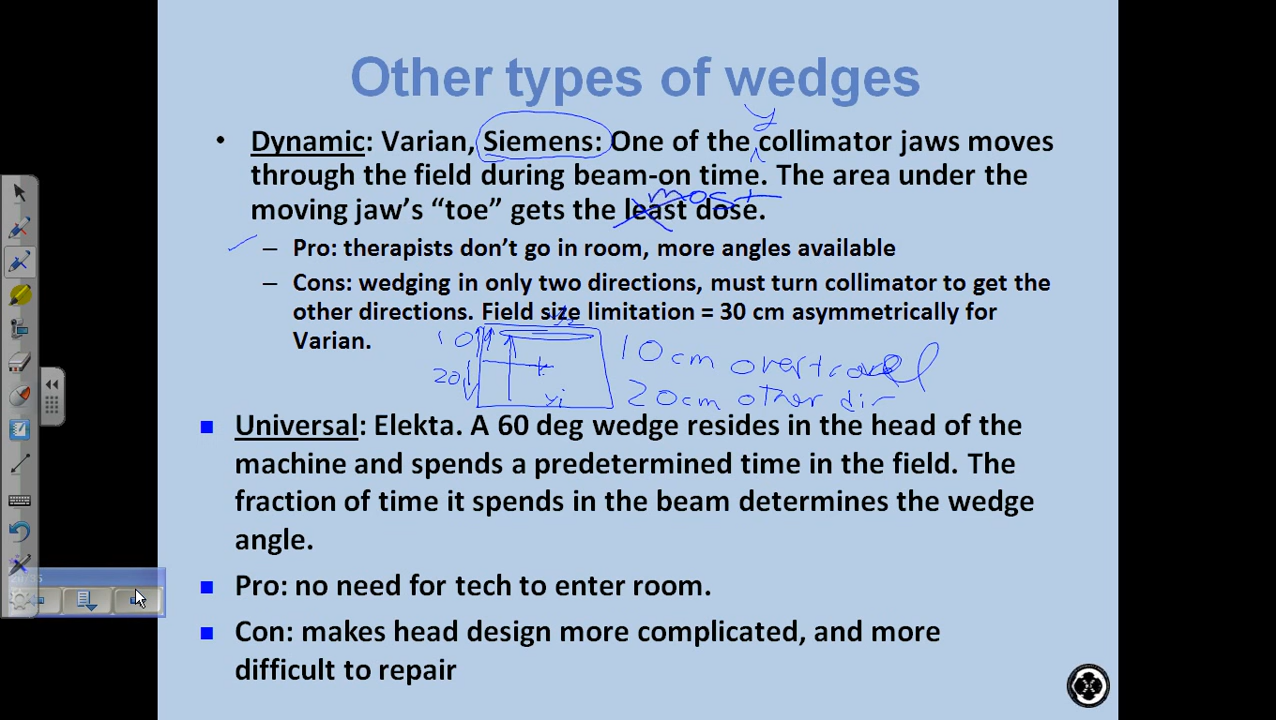 Other types of wedges
y
• Dynamic: Varian, Siemens: One of the collimator jaws moves
through the field during beam-on time. The area under the
most
moving jaw's “toe” gets the least dose.
– Pro: therapists don't go in room, more angles available
– Cons: wedging in only two directions, must turn collimator to get the
other directions. Field size limitation = 30 cm asymmetrically for
Varian.
10
20
10cm overtravel
20cm other dir
■ Universal: Elekta. A 60 deg wedge resides in the head of the
machine and spends a predetermined time in the field. The
fraction of time it spends in the beam determines the wedge
angle.
■ Pro: no need for tech to enter room.
■ Con: makes head design more complicated, and more
difficult to repair